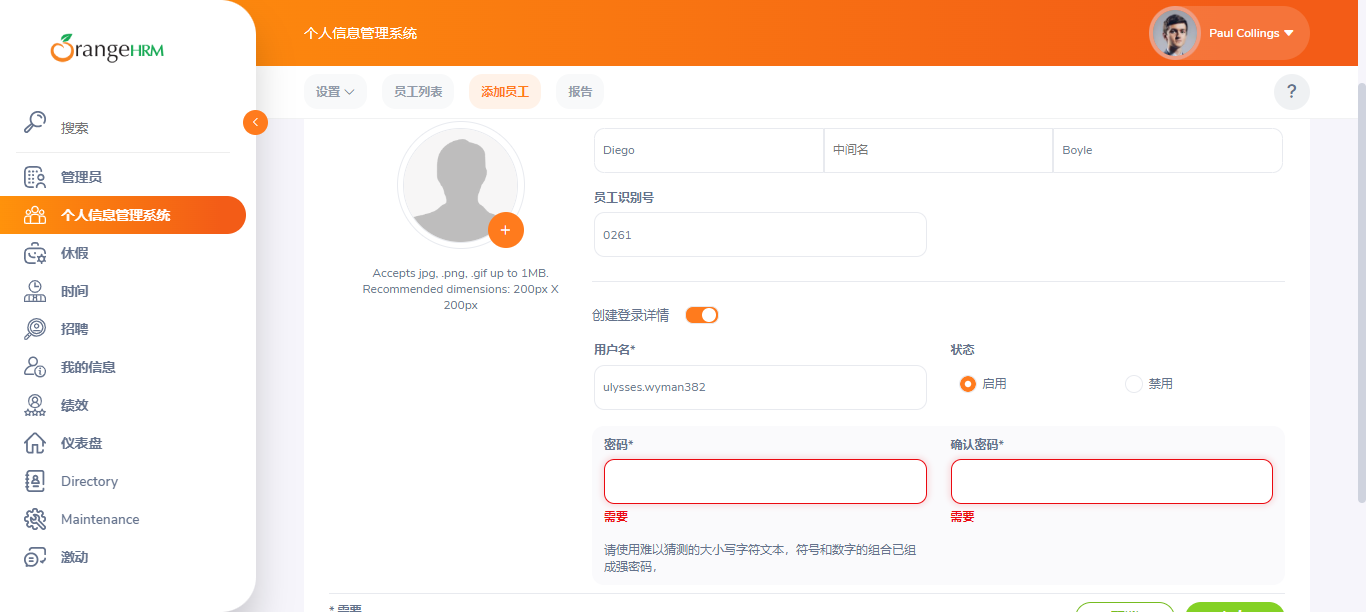 OrangeHRM
个人信息管理系统
Paul Collings
设置
员工列表
添加员工
报告
?
搜索
管理员
个人信息管理系统
休假
时间
招聘
我的信息
绩效
仪表盘
Directory
Maintenance
激动
Accepts jpg, .png, .gif up to 1MB.
Recommended dimensions: 200px X
200px
Diego
中间名
Boyle
员工识别号
0261
创建登录详情
用户名*
ulysses.wyman382
状态
启用
禁用
密码*
需要
确认密码*
需要
请使用难以猜测的大小写字符文本，符号和数字的组合已组
成强密码，
* 需要